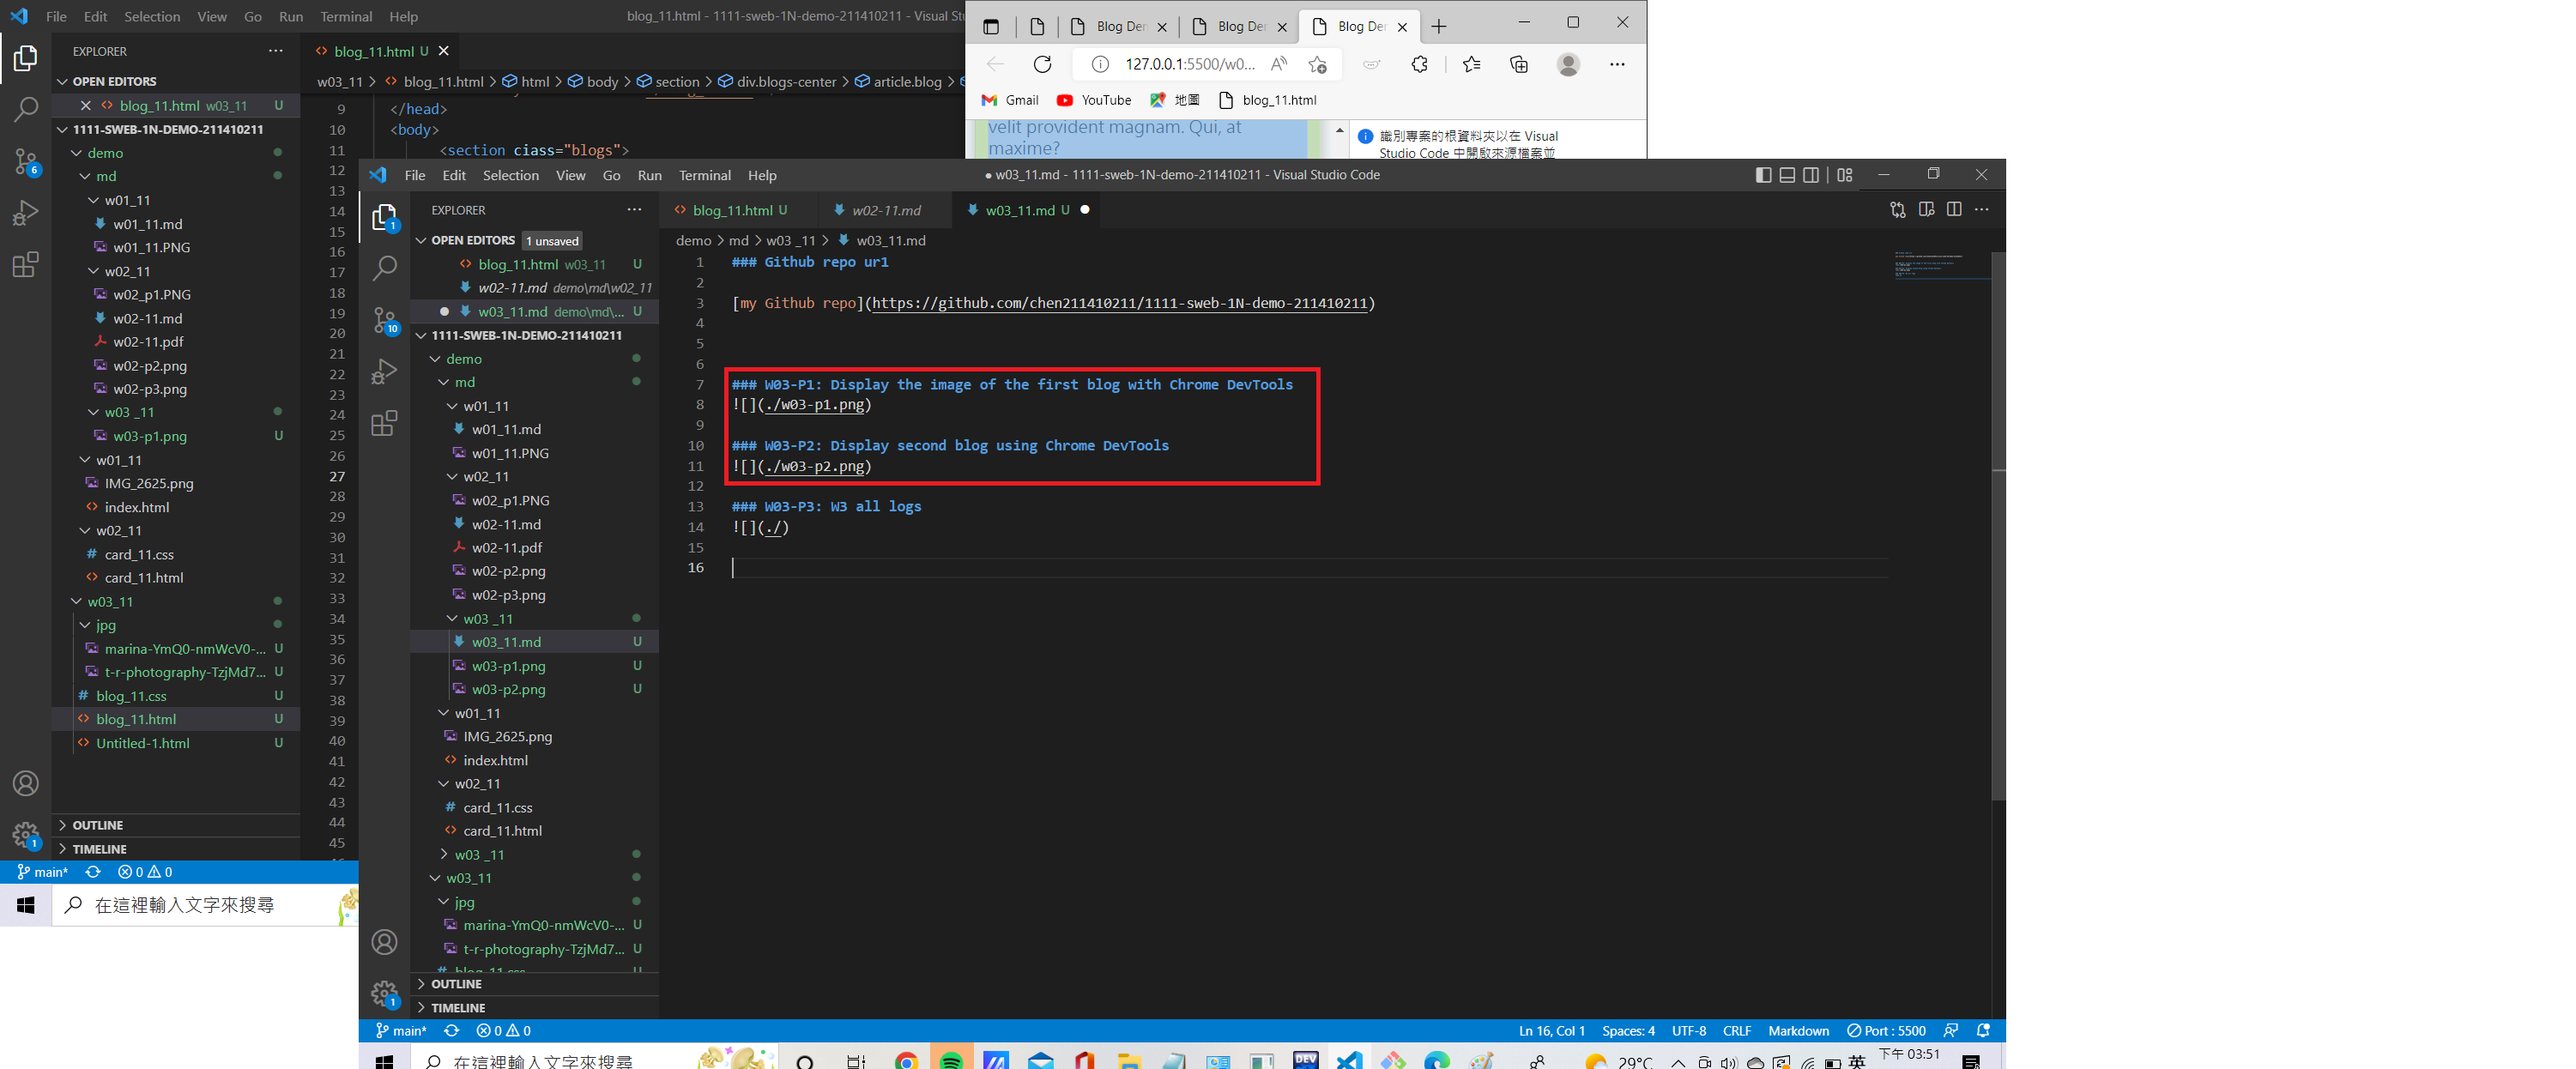 File Edit Selection View Go Run Terminal Help
blog_11.html - 1111-sweb-1N-demo-211410211 - Visual Stu
EXPLORER
OPEN EDITORS
blog_11.html w03_11 U
1111-SWEB-1N-DEMO-211410211
demo
md
w01_11
w01_11.md
w01_11.PNG
w02_11
w02_p1.PNG
w02-11.md
w02-11.pdf
w02-p2.png
w02-p3.png
w03 _11
w03-p1.png U
w01_11
IMG_2625.png
index.html
w02_11
card_11.css
card_11.html
w03_11
jpg
marina-YmQ0-nmWcV0-... U
t-r-photography-TzjMd7... U
blog_11.css U
blog_11.html U
Untitled-1.html U
OUTLINE
TIMELINE
6
1
main* 0 0
在這裡輸入文字來搜尋
blog_11.html U
w03_11 > blog_11.html > html > body > section > div.blogs-center > article.blog >
9 </head>
10 <body>
11 <section class="blogs">
12
13
14
15
16
17
18
19
20
21
22
23
24
25
26
27
28
29
30
31
32
33
34
35
36
37
38
39
40
41
42
43
44
45
Blog Der
Blog Der
Blog Der
127.0.0.1:5500/w0...
Gmail YouTube 地圖 blog_11.html
velit provident magnam. Qui, at
maxime?
識別專案的根資料夾以在 Visual
Studio Code 中開啟來源檔案並
File Edit Selection View Go Run Terminal Help
● w03_11.md - 1111-sweb-1N-demo-211410211 - Visual Studio Code
EXPLORER
OPEN EDITORS 1 unsaved
blog_11.html w03_11 U
w02-11.md demo\md\w02_11
w03_11.md demo\md\... U
1111-SWEB-1N-DEMO-211410211
demo
md
w01_11
w01_11.md
w01_11.PNG
w02_11
w02_p1.PNG
w02-11.md
w02-11.pdf
w02-p2.png
w02-p3.png
w03 _11
w03_11.md U
w03-p1.png U
w03-p2.png U
w01_11
IMG_2625.png
index.html
w02_11
card_11.css
card_11.html
w03 _11
w03_11
jpg
marina-YmQ0-nmWcV0-... U
t-r-photography-TzjMd7... U
blog_11.css U
OUTLINE
TIMELINE
1
10
1
blog_11.html U w02-11.md w03_11.md U
demo > md > w03 _11 > w03_11.md
1 ### Github repo ur1
2
3 [my Github repo](https://github.com/chen211410211/1111-sweb-1N-demo-211410211)
4
5
6
7 ### W03-P1: Display the image of the first blog with Chrome DevTools
8 ![](./w03-p1.png)
9
10 ### W03-P2: Display second blog using Chrome DevTools
11 ![](./w03-p2.png)
12
13 ### W03-P3: W3 all logs
14 ![](./)
15
16
main* 0 0
Ln 16, Col 1 Spaces: 4 UTF-8 CRLF Markdown Port : 5500
在這裡輸入文字來搜尋
DEV
29°C
英
下午 03:51